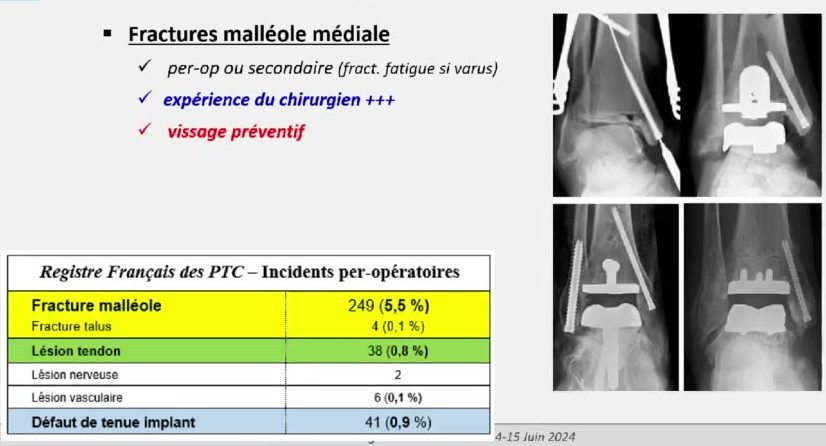 Fractures malléole médiale
per-op ou secondaire (fract. fatigue si varus)
expérience du chirurgien +++
vissage préventif
Registre Français des PTC – Incidents per-opératoires
Fracture malléole 249 (5,5 %)
Fracture talus 4 (0,1 %)
Lésion tendon 38 (0,8 %)
Lésion nerveuse 2
Lésion vasculaire 6 (0,1 %)
Défaut de tenue implant 41 (0,9 %)
4-15 Juin 2024